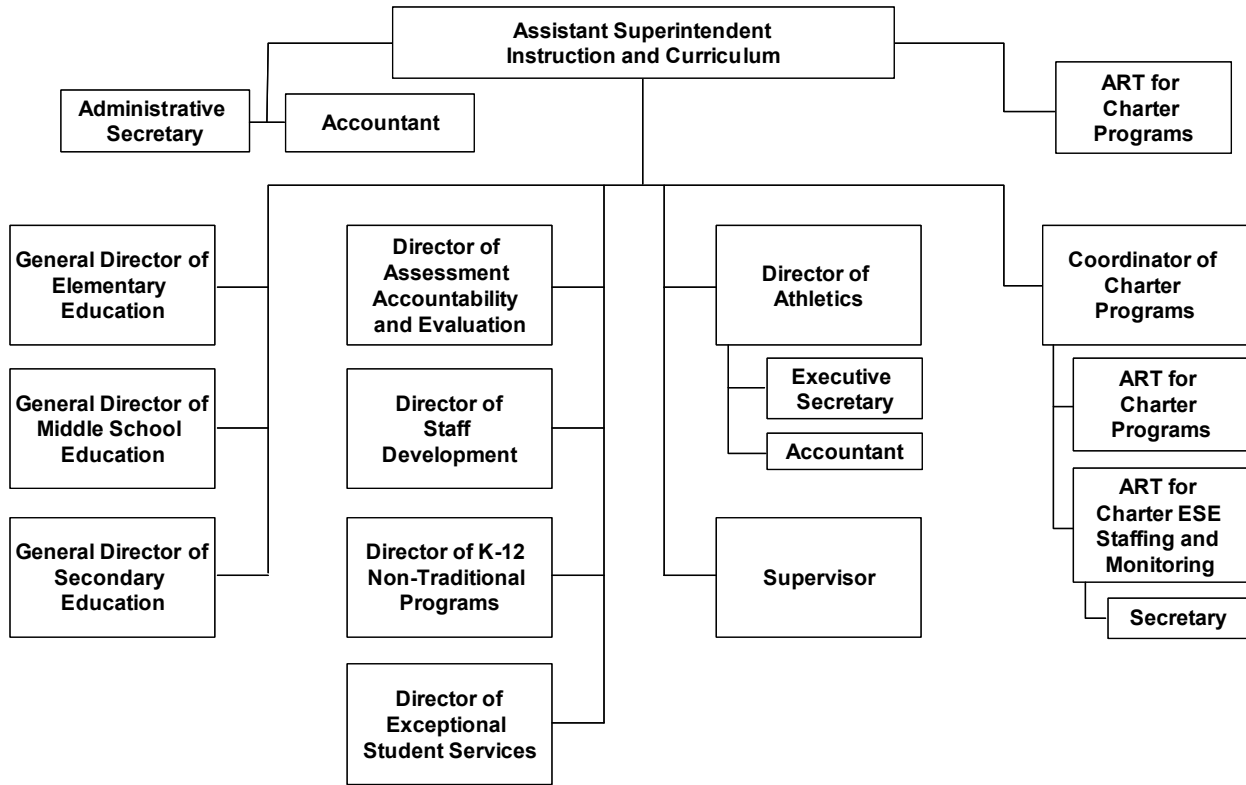 Assistant Superintendent
Instruction and Curriculum
Administrative
Secretary
Accountant
ART for
Charter
Programs
General Director of
Elementary
Education
Director of
Assessment
Accountability
and Evaluation
Director of
Athletics
Coordinator of
Charter
Programs
Executive
Secretary
Accountant
ART for
Charter
Programs
General Director of
Middle School
Education
Director of
Staff
Development
ART for
Charter ESE
Staffing and
Monitoring
Secretary
General Director of
Secondary
Education
Director of K-12
Non-Traditional
Programs
Supervisor
Director of
Exceptional
Student Services